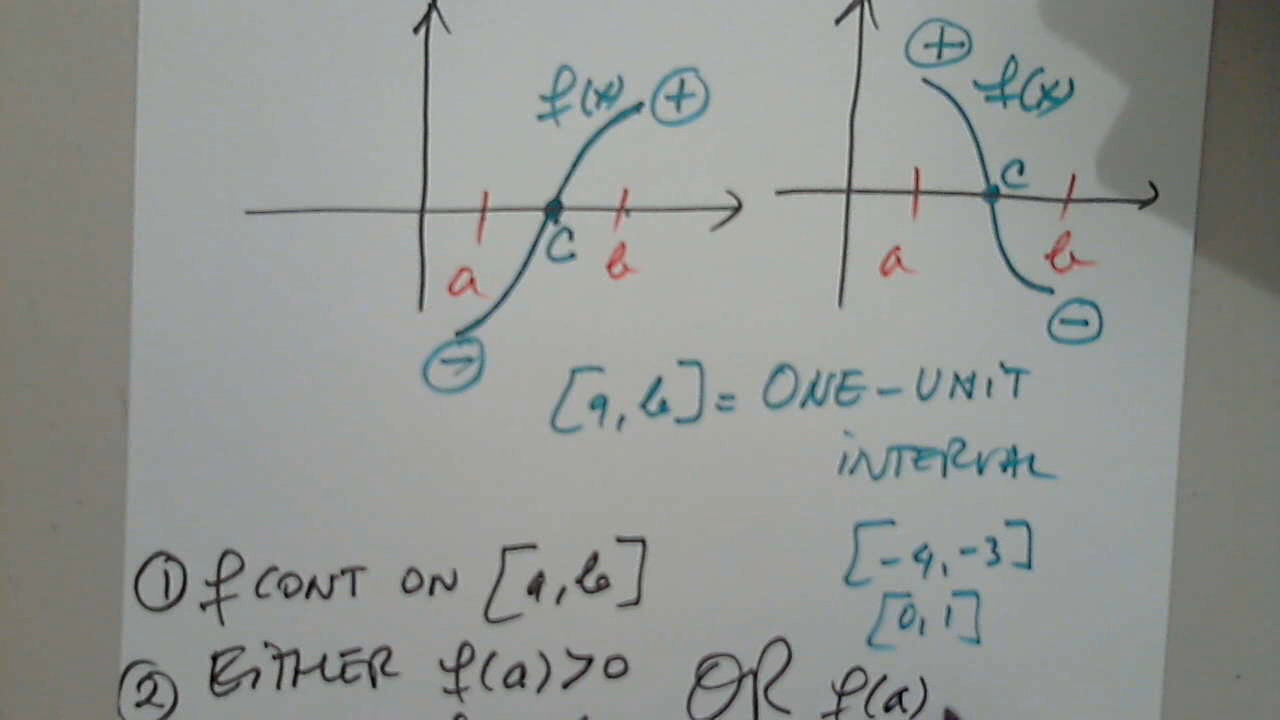 f(x) ⊕
⊕ f(x)
a c b
a c b
⊖
⊖
[a, b] = ONE-UNIT
INTERVAL
[-4, -3]
[0, 1]
① f CONT ON [a, b]
② EITHER f(a)>0 OR f(a)